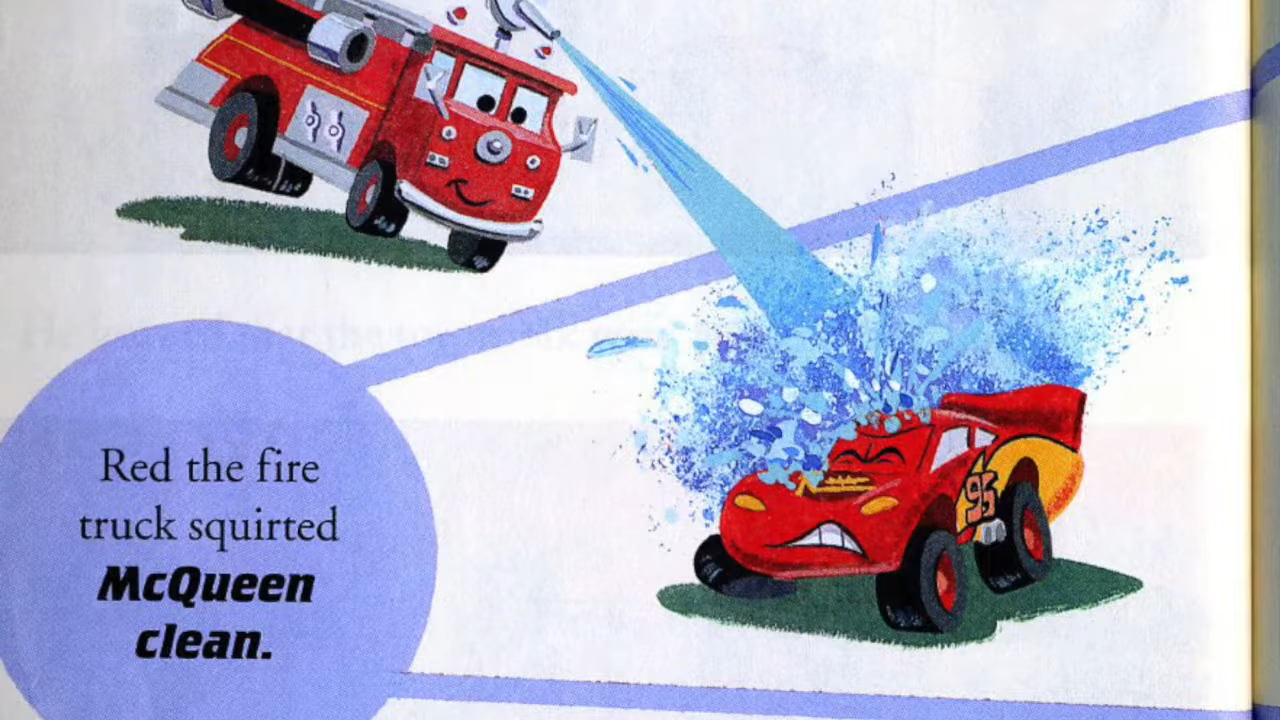 Red the fire
truck squirted
McQueen
clean.
95